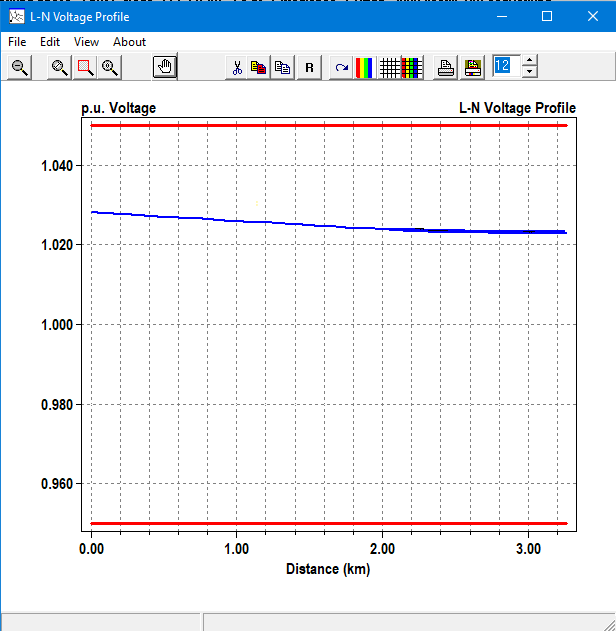 L-N Voltage Profile
File Edit View About
R
12
p.u. Voltage L-N Voltage Profile
1.040
1.020
1.000
0.980
0.960
0.00 1.00 2.00 3.00
Distance (km)